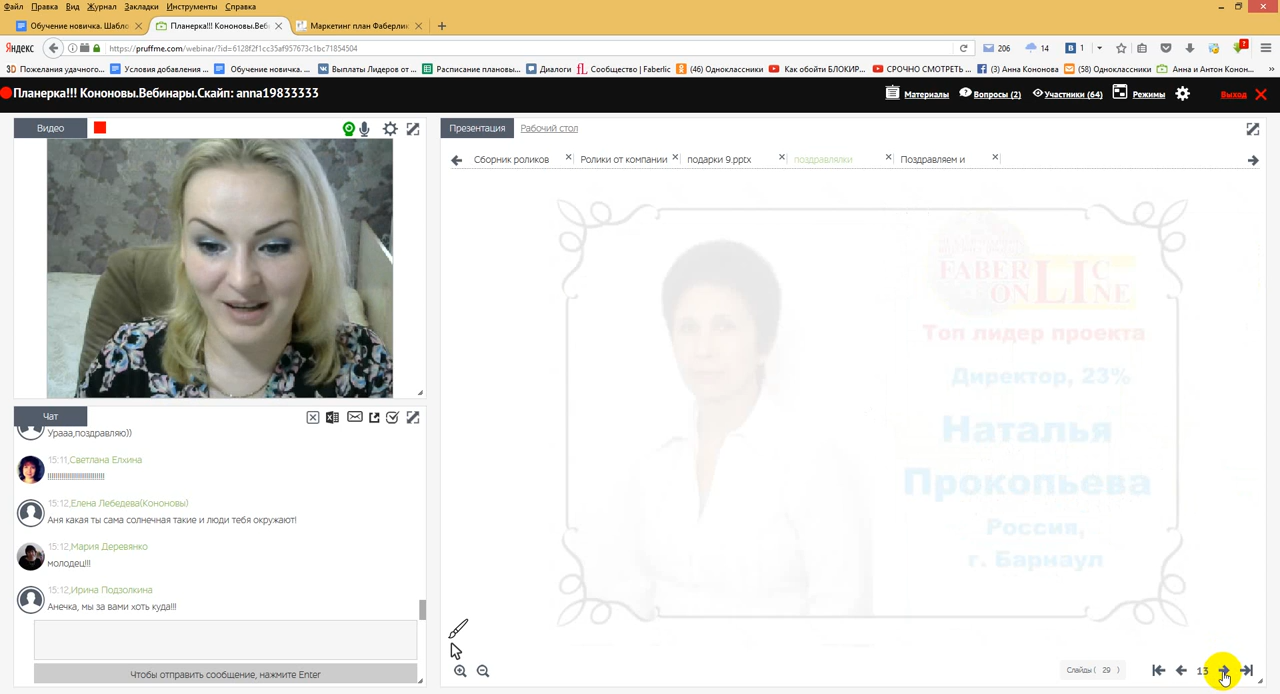 Файл Правка Вид Журнал Закладки Инструменты Справка
Обучение новичка. Шабло
Планерка!!! Кононовы.Веб
Маркетинг план Фаберли
Яндекс
https://pruffme.com/webinar/?id=6128f2f1cc35af957673c1bc71854504
206
14
1
Пожелания удачного...
Условия добавления ...
Обучение новичка. ...
Выплаты Лидеров от ...
Расписание плановы...
Диалоги
Сообщество | Faberlic
(46) Одноклассники
Как обойти БЛОКИР...
СРОЧНО СМОТРЕТЬ ...
(3) Анна Кононова
(58) Одноклассники
Анна и Антон Конон...
Планерка!!! Кононовы.Вебинары.Скайп: anna19833333
Материалы
Вопросы (2)
Участники (64)
Режимы
Выход
Видео
Презентация
Рабочий стол
Сборник роликов
Ролики от компании
подарки 9.pptx
поздравлялки
Поздравляем и
FABERLIC
ONLINE
Топ лидер проекта
Директор, 23%
Наталья
Прокопьева
Россия,
г. Барнаул
Чат
Урааа,поздравляю))
15:11,Светлана Елхина
!!!!!!!!!!!!!!!!!!!!!!!!!!!!
15:12,Елена Лебедева(Кононовы)
Аня какая ты сама солнечная такие и люди тебя окружают!
15:12,Мария Деревянко
молодец!!!
15:12,Ирина Подзолкина
Анечка, мы за вами хоть куда!!!
Чтобы отправить сообщение, нажмите Enter
Слайды ( 29 )
13